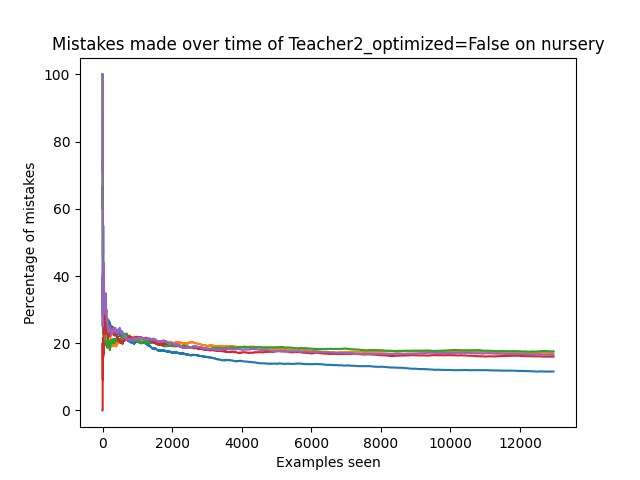 Mistakes made over time of Teacher2_optimized=False on nursery
Percentage of mistakes
100
80
60
40
20
0
0 2000 4000 6000 8000 10000 12000
Examples seen